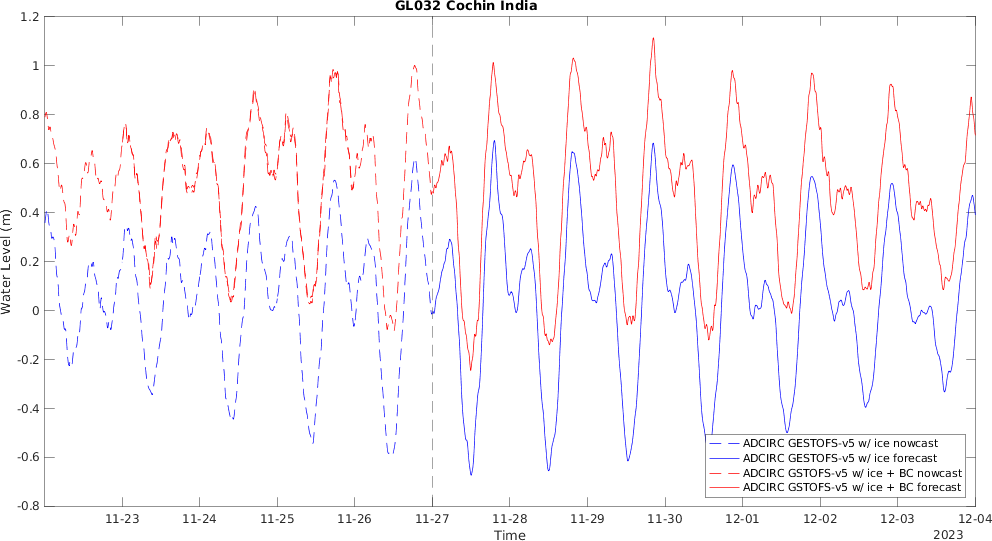 GL032 Cochin India
1.2
1
0.8
0.6
0.4
0.2
0
-0.2
-0.4
-0.6
-0.8
Water Level (m)
11-23 11-24 11-25 11-26 11-27 11-28 11-29 11-30 12-01 12-02 12-03 12-04
Time
2023
ADCIRC GESTOFS-v5 w/ ice nowcast
ADCIRC GESTOFS-v5 w/ ice forecast
ADCIRC GSTOFS-v5 w/ ice + BC nowcast
ADCIRC GSTOFS-v5 w/ ice + BC forecast